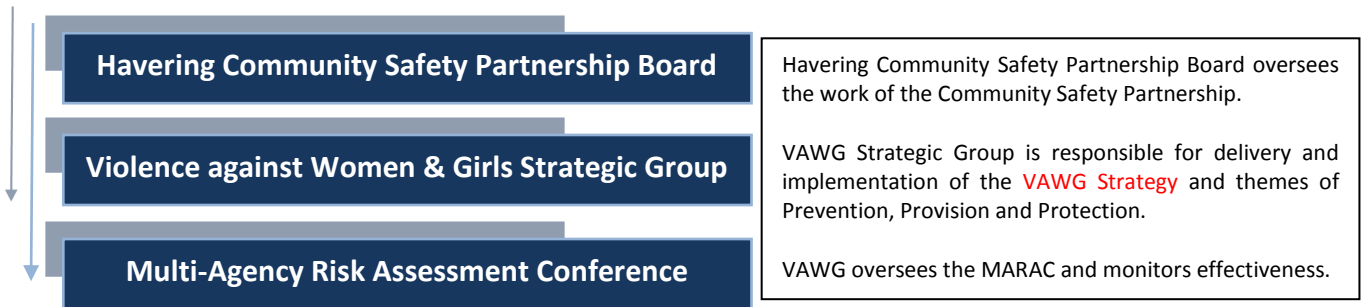 Havering Community Safety Partnership Board
Violence against Women & Girls Strategic Group
Multi-Agency Risk Assessment Conference
Havering Community Safety Partnership Board oversees
the work of the Community Safety Partnership.
VAWG Strategic Group is responsible for delivery and
implementation of the VAWG Strategy and themes of
Prevention, Provision and Protection.
VAWG oversees the MARAC and monitors effectiveness.